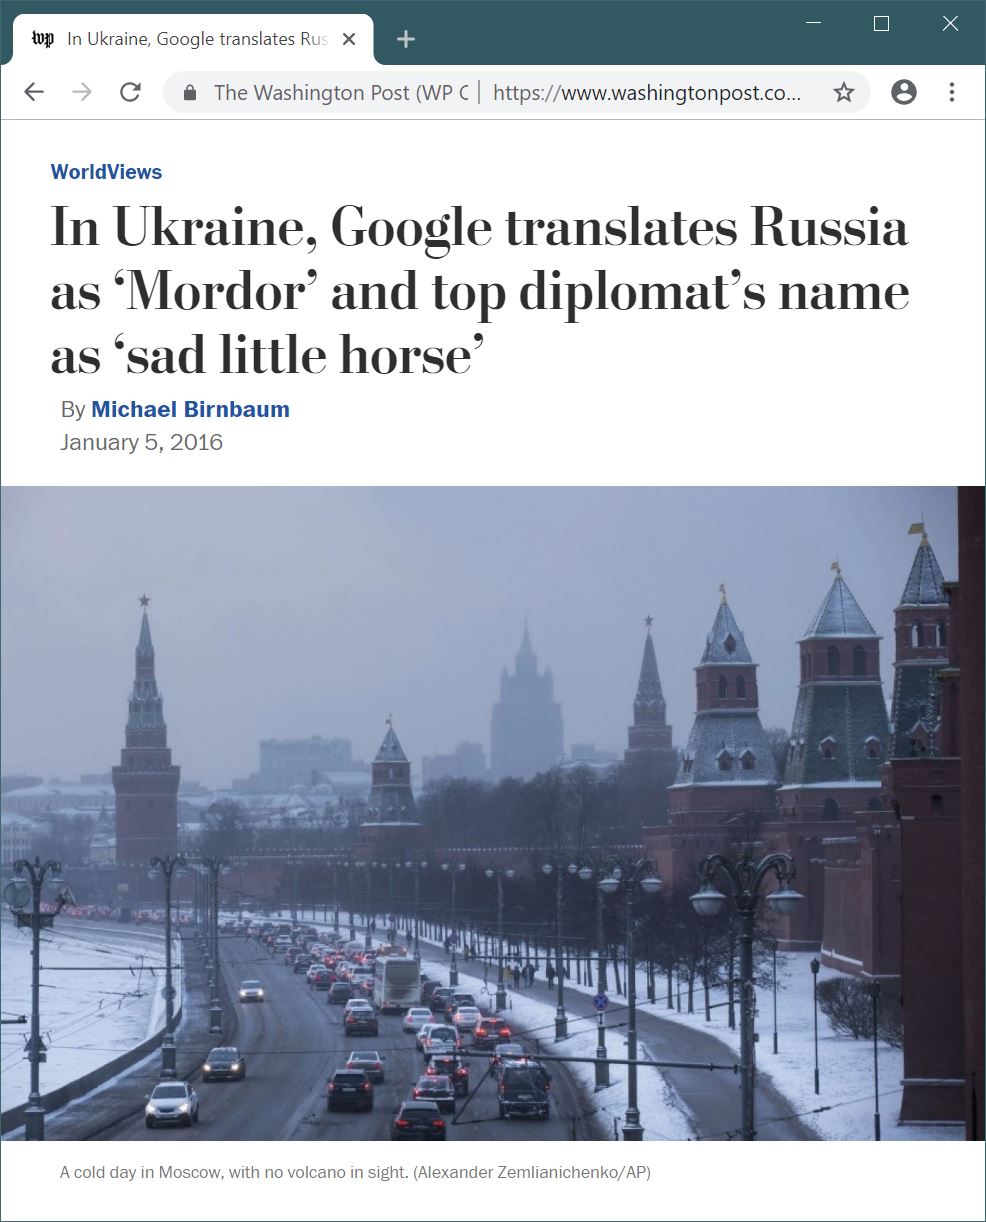 wp In Ukraine, Google translates Rus
The Washington Post (WP C | https://www.washingtonpost.co...
WorldViews
In Ukraine, Google translates Russia
as ‘Mordor’ and top diplomat’s name
as ‘sad little horse’
By Michael Birnbaum
January 5, 2016
A cold day in Moscow, with no volcano in sight. (Alexander Zemlianichenko/AP)